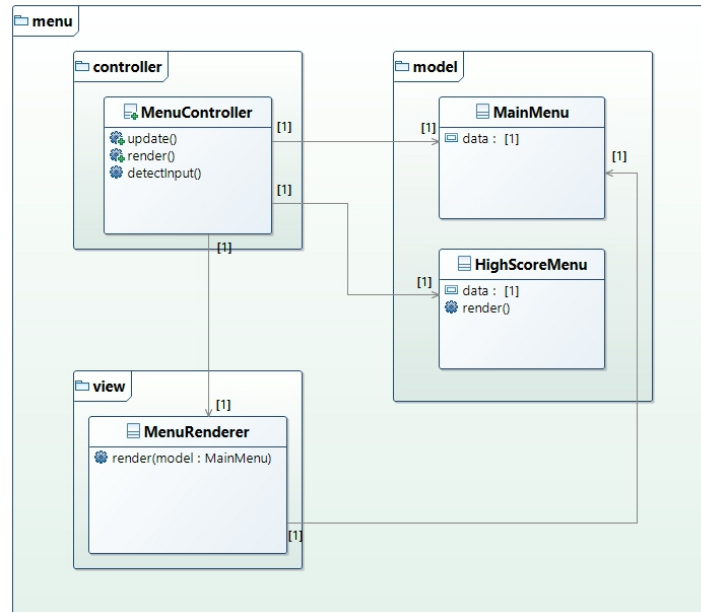 menu
controller
MenuController
update()
render()
detectInput()
[1]
[1]
[1]
model
MainMenu
data : [1]
[1]
[1]
HighScoreMenu
data : [1]
render()
[1]
view
[1]
MenuRenderer
render(model : MainMenu)
[1]